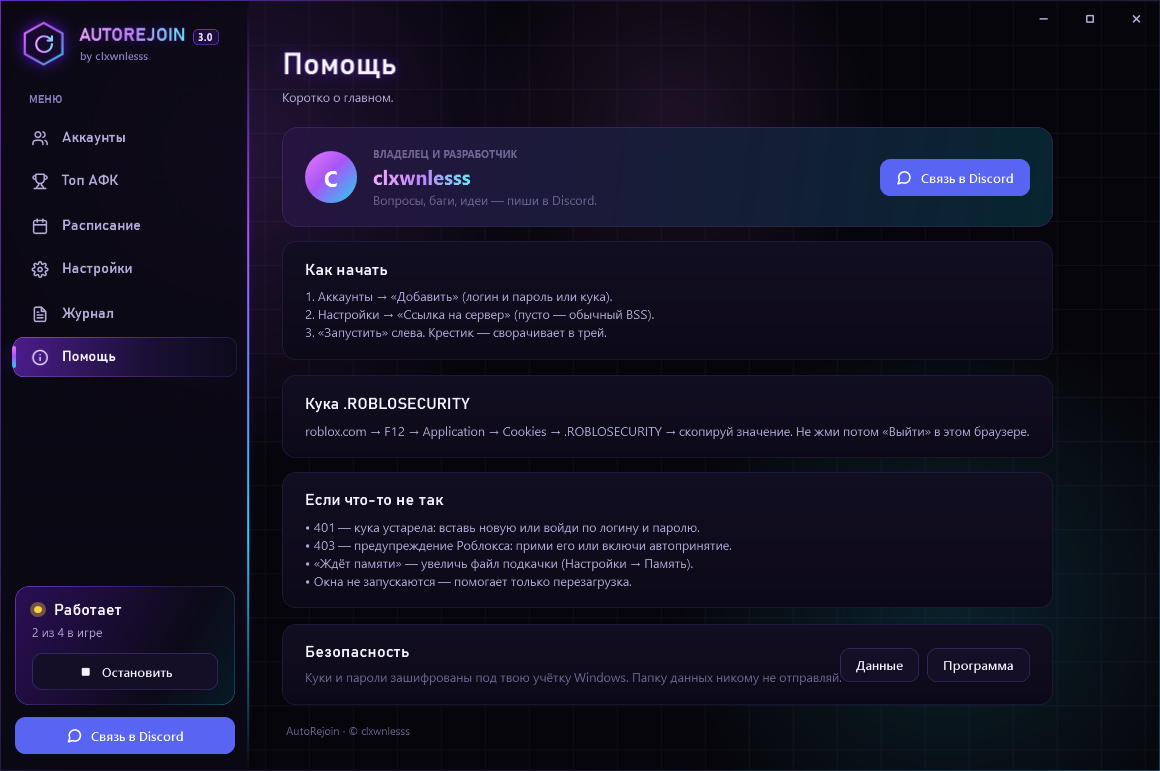 AUTOREJOIN 3.0
by clxwnlesss
МЕНЮ
Аккаунты
Топ АФК
Расписание
Настройки
Журнал
Помощь
Работает
2 из 4 в игре
Остановить
Связь в Discord
Помощь
Коротко о главном.
C
ВЛАДЕЛЕЦ И РАЗРАБОТЧИК
clxwnlesss
Вопросы, баги, идеи — пиши в Discord.
Связь в Discord
Как начать
1. Аккаунты → «Добавить» (логин и пароль или кука).
2. Настройки → «Ссылка на сервер» (пусто — обычный BSS).
3. «Запустить» слева. Крестик — сворачивает в трей.
Кука .ROBLOSECURITY
roblox.com → F12 → Application → Cookies → .ROBLOSECURITY → скопируй значение. Не жми потом «Выйти» в этом браузере.
Если что-то не так
• 401 — кука устарела: вставь новую или войди по логину и паролю.
• 403 — предупреждение Роблокса: прими его или включи автопринятие.
• «Ждёт памяти» — увеличь файл подкачки (Настройки → Память).
• Окна не запускаются — помогает только перезагрузка.
Безопасность
Куки и пароли зашифрованы под твою учётку Windows. Папку данных никому не отправляй.
Данные
Программа
AutoRejoin · © clxwnlesss